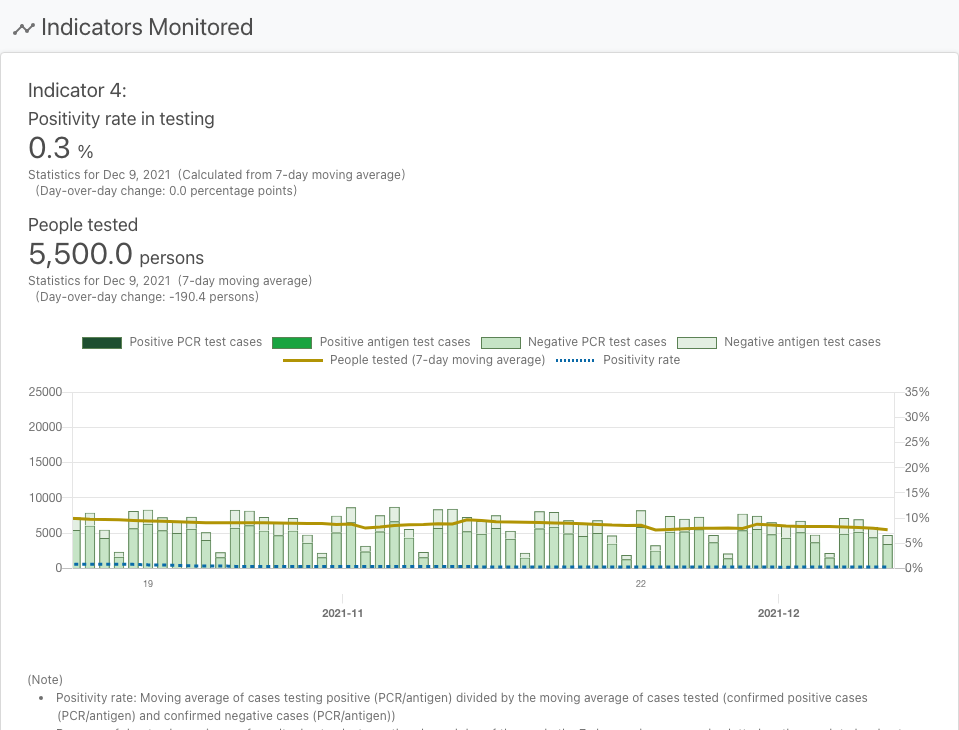 Indicators Monitored
Indicator 4:
Positivity rate in testing
0.3 %
Statistics for Dec 9, 2021 (Calculated from 7-day moving average)
(Day-over-day change: 0.0 percentage points)
People tested
5,500.0 persons
Statistics for Dec 9, 2021 (7-day moving average)
(Day-over-day change: -190.4 persons)
Positive PCR test cases Positive antigen test cases Negative PCR test cases Negative antigen test cases
People tested (7-day moving average) Positivity rate
25000 35%
30%
20000
25%
15000
20%
15%
10000
10%
5000
5%
0 0%
19 22
2021-11 2021-12
(Note)
• Positivity rate: Moving average of cases testing positive (PCR/antigen) divided by the moving average of cases tested (confirmed positive cases
(PCR/antigen) and confirmed negative cases (PCR/antigen))